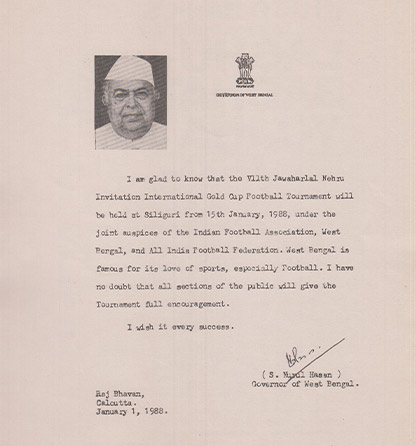 GOVERNOR OF WEST BENGAL
I am glad to know that the VIIth Jawaharlal Nehru
Invitation International Gold Cup Football Tournament will
be held at Siliguri from 15th January, 1988, under the
joint auspices of the Indian Football Association, West
Bengal, and All India Football Federation. West Bengal is
famous for its love of sports, especially Football. I have
no doubt that all sections of the public will give the
Tournament full encouragement.
I wish it every success.
( S. Nurul Hasan )
Governor of West Bengal.
Raj Bhavan,
Calcutta.
January 1, 1988.